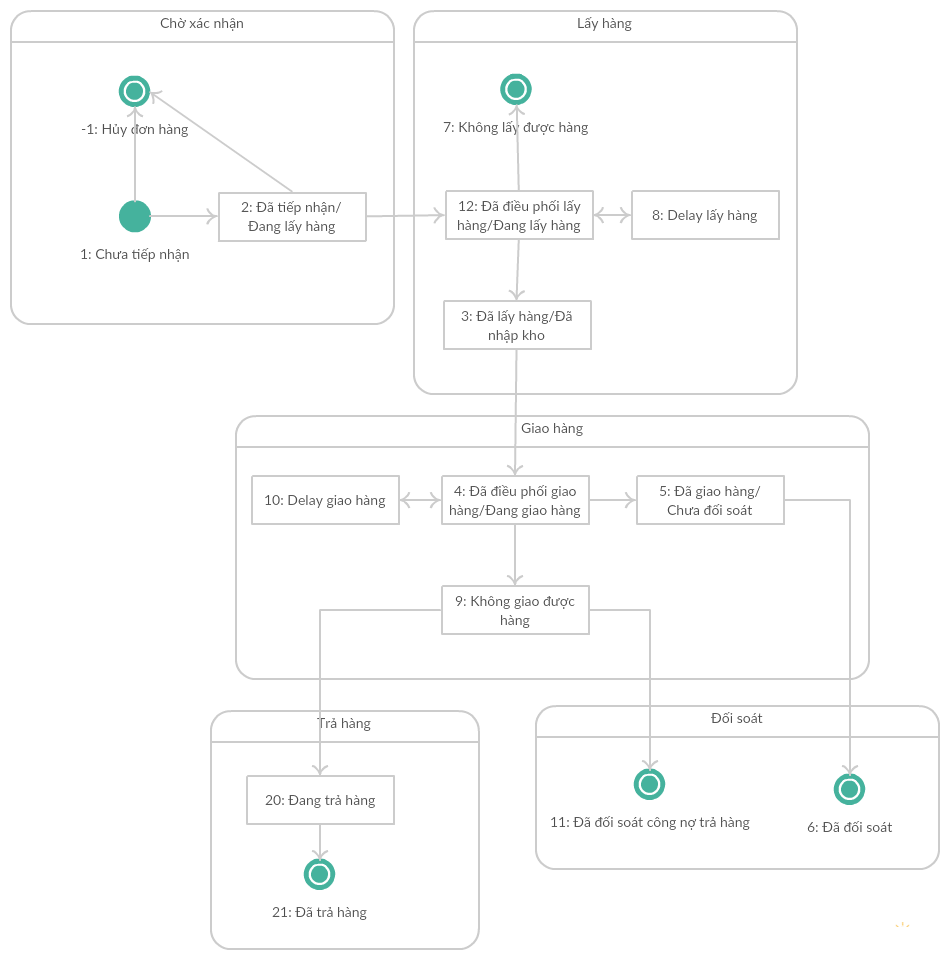 Chờ xác nhận
-1: Hủy đơn hàng
2: Đã tiếp nhận/
Đang lấy hàng
1: Chưa tiếp nhận
Lấy hàng
7: Không lấy được hàng
12: Đã điều phối lấy
hàng/Đang lấy hàng
8: Delay lấy hàng
3: Đã lấy hàng/Đã
nhập kho
Giao hàng
10: Delay giao hàng
4: Đã điều phối giao
hàng/Đang giao hàng
5: Đã giao hàng/
Chưa đối soát
9: Không giao được
hàng
Trả hàng
20: Đang trả hàng
21: Đã trả hàng
Đối soát
11: Đã đối soát công nợ trả hàng
6: Đã đối soát